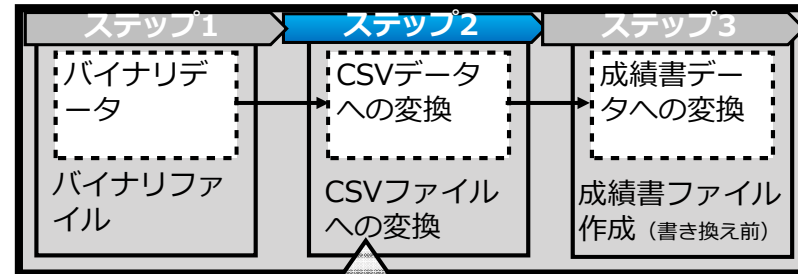 ステップ1
ステップ2
ステップ3
バイナリデ
ータ
CSVデータ
への変換
成績書デー
タへの変換
バイナリファ
イル
CSVファイル
への変換
成績書ファイル
作成（書き換え前）